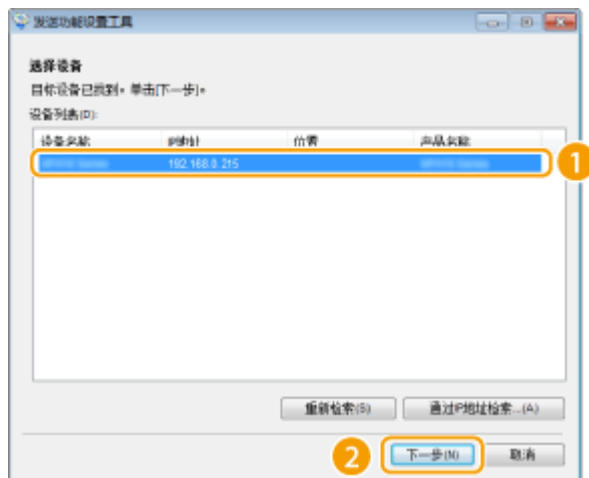 发送功能设置工具
选择设备
目标设备已找到。单击[下一步]。
设备列表(D):
设备名称 IP地址 位置 产品名称
192.168.0.215
1
重新检索(S) 通过IP地址检索...(A)
2 下一步(N) 取消